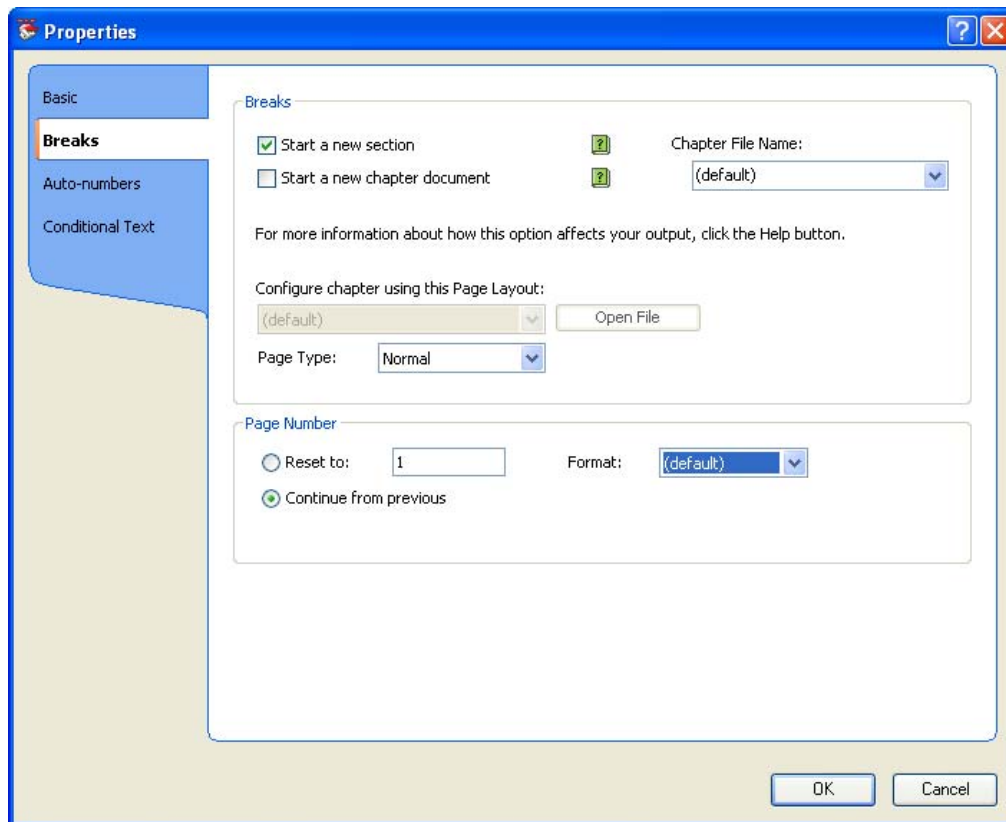 Properties
Basic
Breaks
Auto-numbers
Conditional Text
Breaks
Start a new section
Chapter File Name:
Start a new chapter document
(default)
For more information about how this option affects your output, click the Help button.
Configure chapter using this Page Layout:
(default)
Open File
Page Type:
Normal
Page Number
Reset to:
1
Format:
(default)
Continue from previous
OK
Cancel